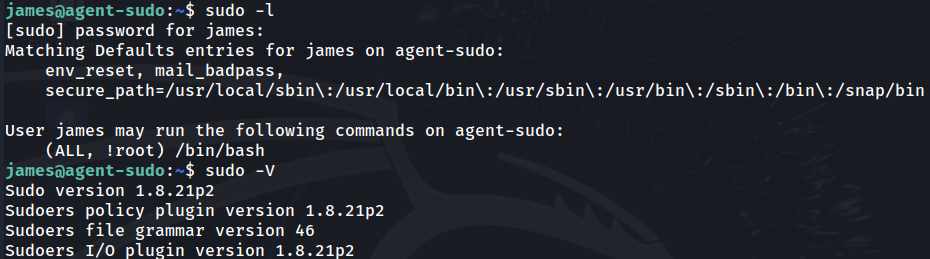 james@agent-sudo:~$ sudo -l
[sudo] password for james:
Matching Defaults entries for james on agent-sudo:
    env_reset, mail_badpass,
    secure_path=/usr/local/sbin\:/usr/local/bin\:/usr/sbin\:/usr/bin\:/sbin\:/bin\:/snap/bin

User james may run the following commands on agent-sudo:
    (ALL, !root) /bin/bash
james@agent-sudo:~$ sudo -V
Sudo version 1.8.21p2
Sudoers policy plugin version 1.8.21p2
Sudoers file grammar version 46
Sudoers I/O plugin version 1.8.21p2